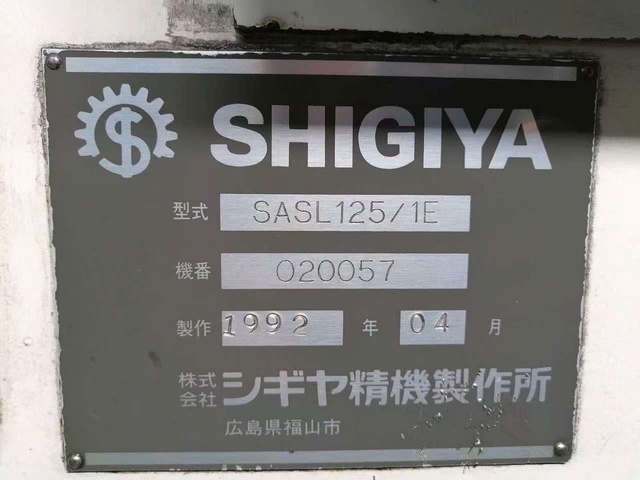 SHIGIYA
型式 SASL125/1E
機番 020057
製作 1992 年 04 月
株式会社 シギヤ精機製作所
広島県福山市